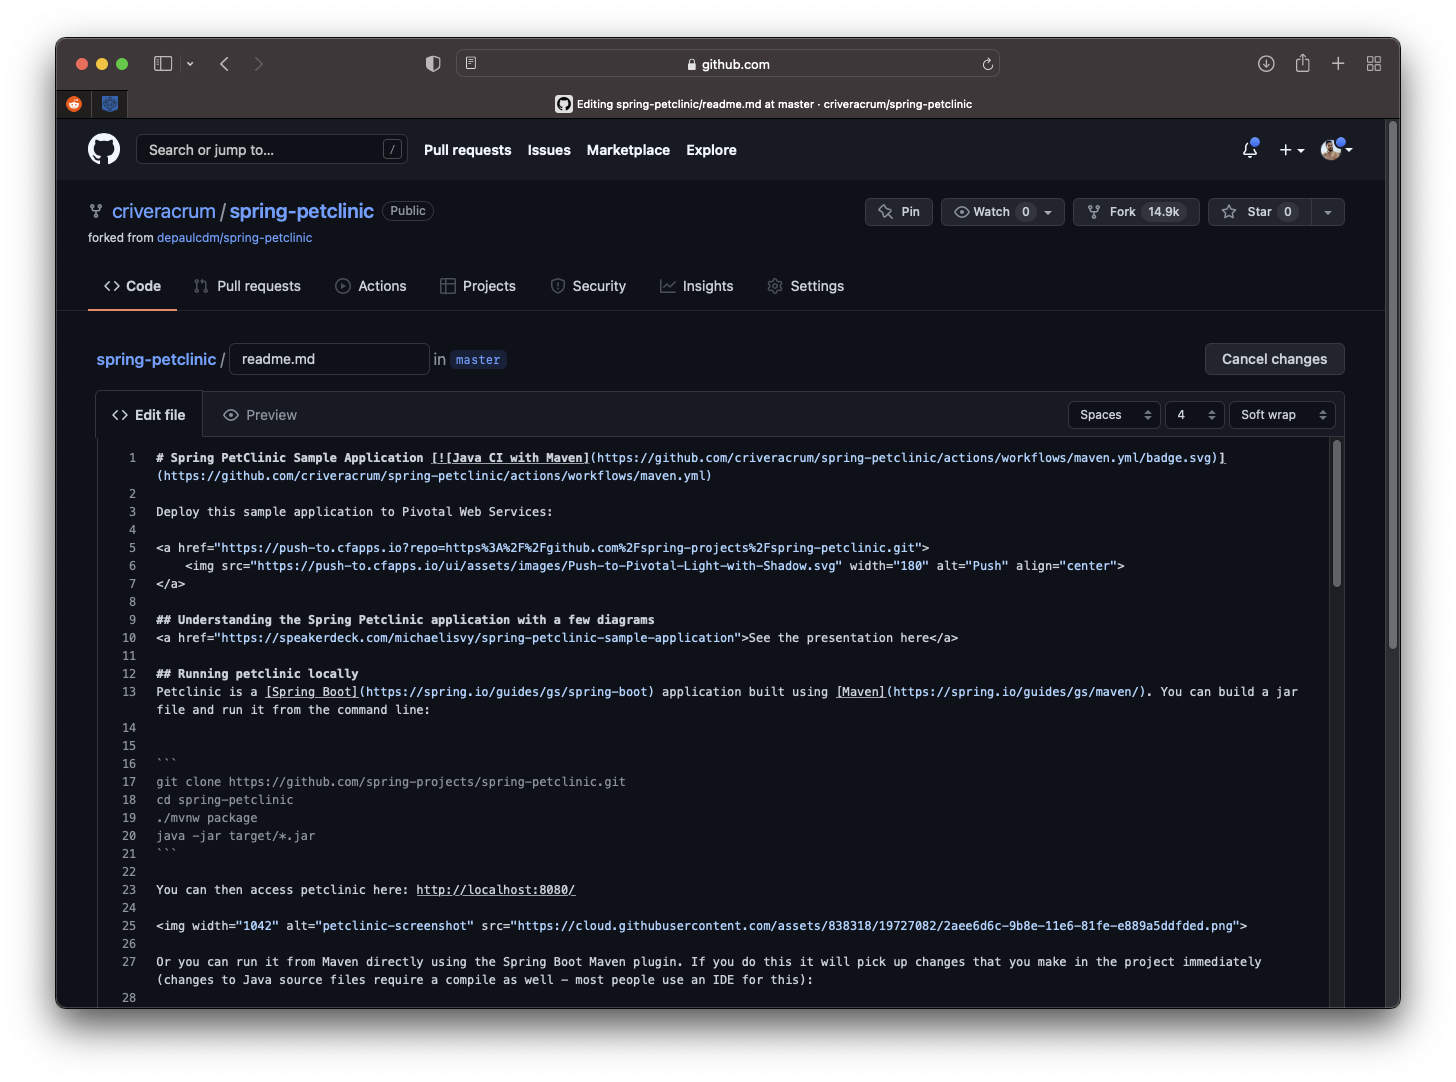 github.com
Editing spring-petclinic/readme.md at master · criveracrum/spring-petclinic
Search or jump to... /
Pull requests Issues Marketplace Explore
criveracrum / spring-petclinic Public
Pin Watch 0 Fork 14.9k Star 0
forked from depaulcdm/spring-petclinic
Code Pull requests Actions Projects Security Insights Settings
spring-petclinic / readme.md in master Cancel changes
Edit file Preview Spaces 4 Soft wrap
1 # Spring PetClinic Sample Application [![Java CI with Maven](https://github.com/criveracrum/spring-petclinic/actions/workflows/maven.yml/badge.svg)]
(https://github.com/criveracrum/spring-petclinic/actions/workflows/maven.yml)
2
3 Deploy this sample application to Pivotal Web Services:
4
5 <a href="https://push-to.cfapps.io?repo=https%3A%2F%2Fgithub.com%2Fspring-projects%2Fspring-petclinic.git">
6     <img src="https://push-to.cfapps.io/ui/assets/images/Push-to-Pivotal-Light-with-Shadow.svg" width="180" alt="Push" align="center">
7 </a>
8
9 ## Understanding the Spring Petclinic application with a few diagrams
10 <a href="https://speakerdeck.com/michaelisvy/spring-petclinic-sample-application">See the presentation here</a>
11
12 ## Running petclinic locally
13 Petclinic is a [Spring Boot](https://spring.io/guides/gs/spring-boot) application built using [Maven](https://spring.io/guides/gs/maven/). You can build a jar
file and run it from the command line:
14
15
16 ```
17 git clone https://github.com/spring-projects/spring-petclinic.git
18 cd spring-petclinic
19 ./mvnw package
20 java -jar target/*.jar
21 ```
22
23 You can then access petclinic here: http://localhost:8080/
24
25 <img width="1042" alt="petclinic-screenshot" src="https://cloud.githubusercontent.com/assets/838318/19727082/2aee6d6c-9b8e-11e6-81fe-e889a5ddfded.png">
26
27 Or you can run it from Maven directly using the Spring Boot Maven plugin. If you do this it will pick up changes that you make in the project immediately
(changes to Java source files require a compile as well - most people use an IDE for this):
28